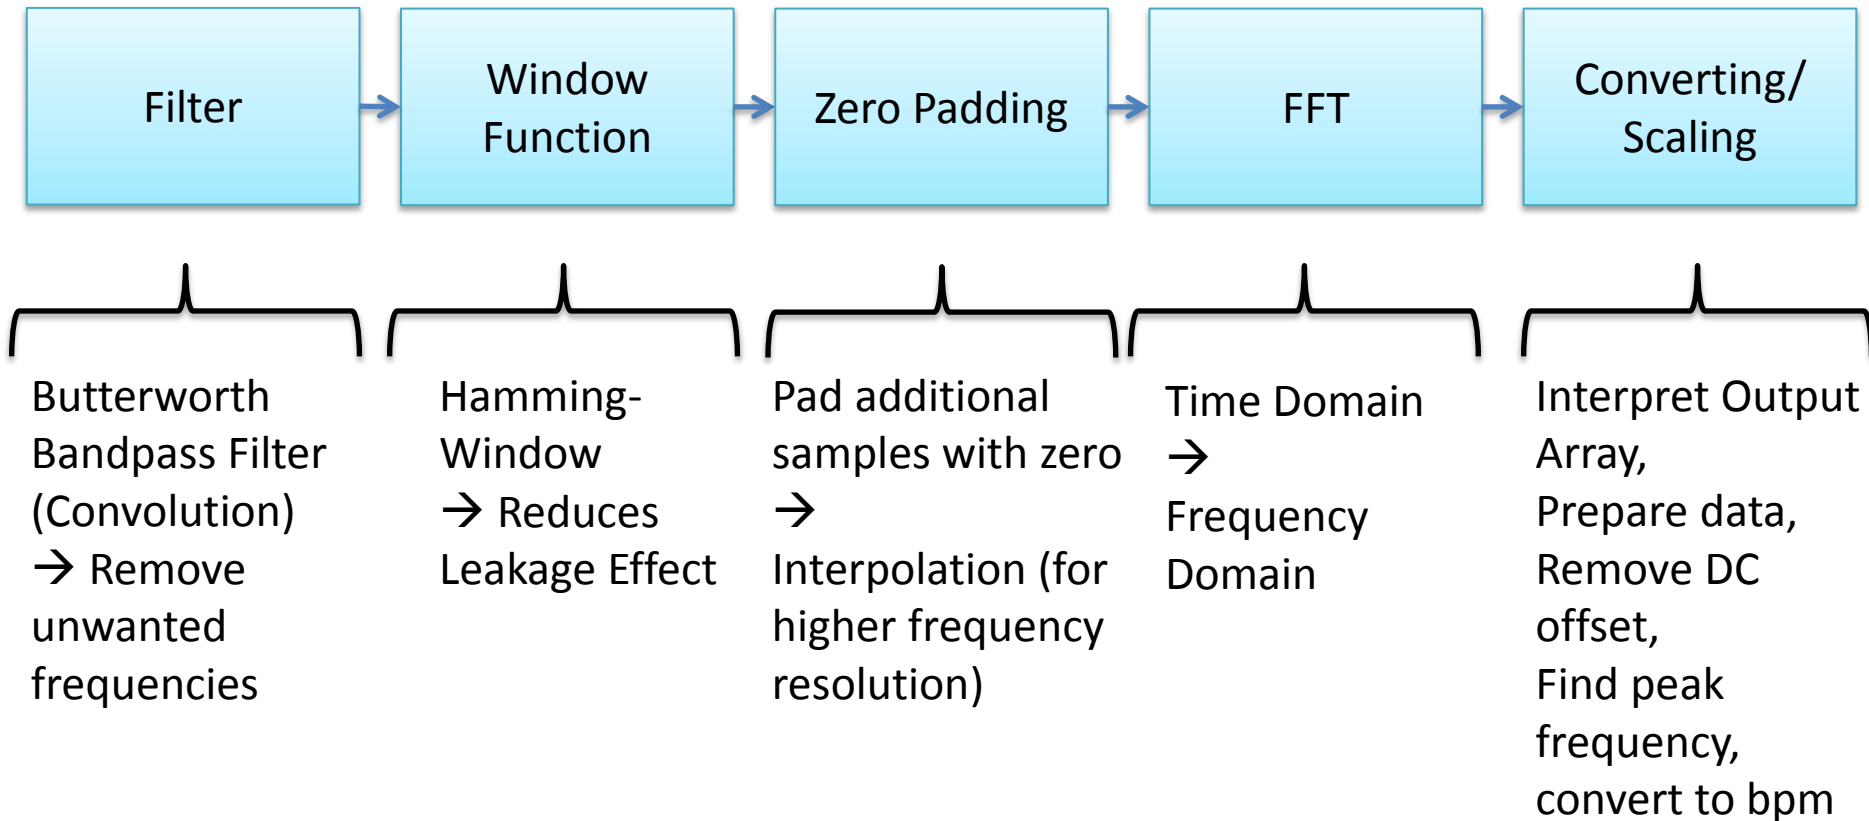 Filter
Window
Function
Zero Padding
FFT
Converting/
Scaling
Butterworth
Bandpass Filter
(Convolution)
→ Remove
unwanted
frequencies
Hamming-
Window
→ Reduces
Leakage Effect
Pad additional
samples with zero
→
Interpolation (for
higher frequency
resolution)
Time Domain
→
Frequency
Domain
Interpret Output
Array,
Prepare data,
Remove DC
offset,
Find peak
frequency,
convert to bpm